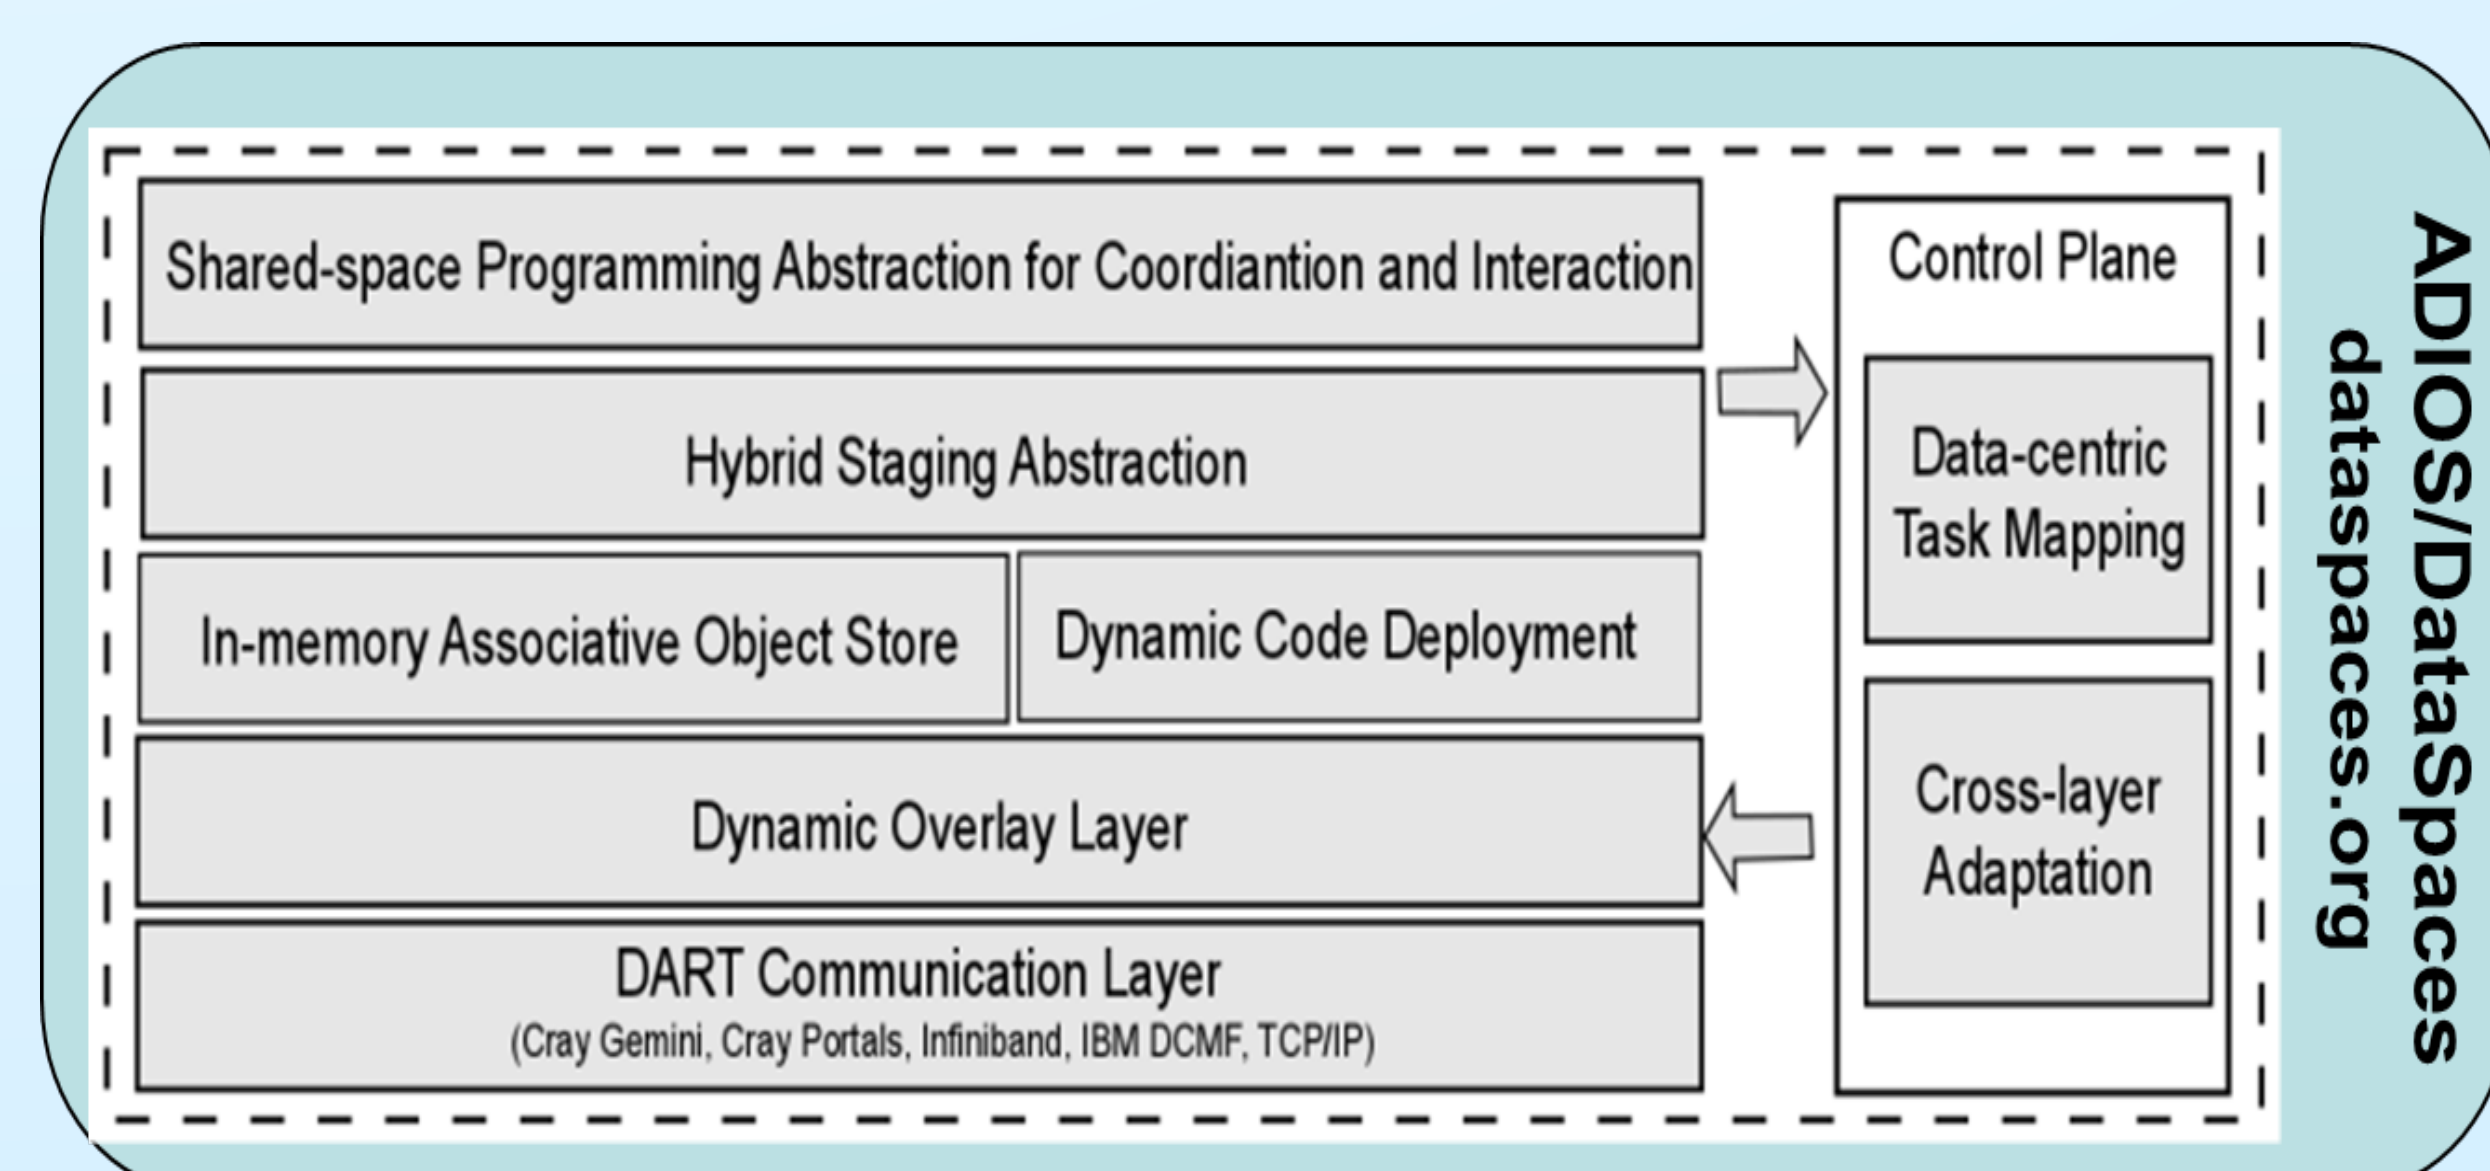 Shared-space Programming Abstraction for Coordiantion and Interaction
Hybrid Staging Abstraction
In-memory Associative Object Store
Dynamic Code Deployment
Dynamic Overlay Layer
DART Communication Layer
(Cray Gemini, Cray Portals, Infiniband, IBM DCMF, TCP/IP)
Control Plane
Data-centric
Task Mapping
Cross-layer
Adaptation
ADIOS/DataSpaces
dataspaces.org